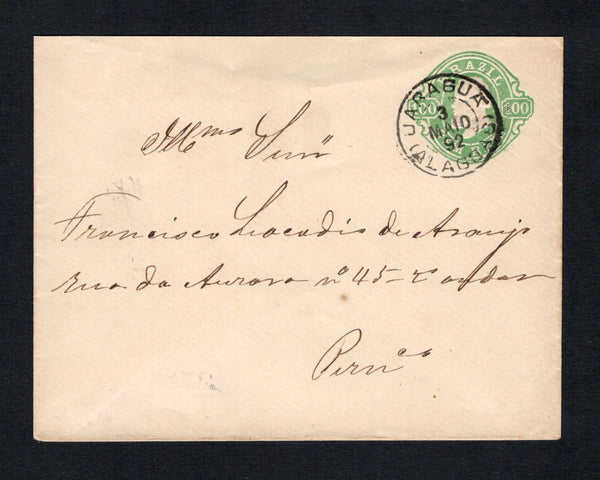 BRAZIL
JARAGUÁ
3
MAIO
92
(ALAGOAS)
Illmo Snr
Francisco Leocadio de Araujo
rua da Aurora nº 45 - 2º andar
Pernco